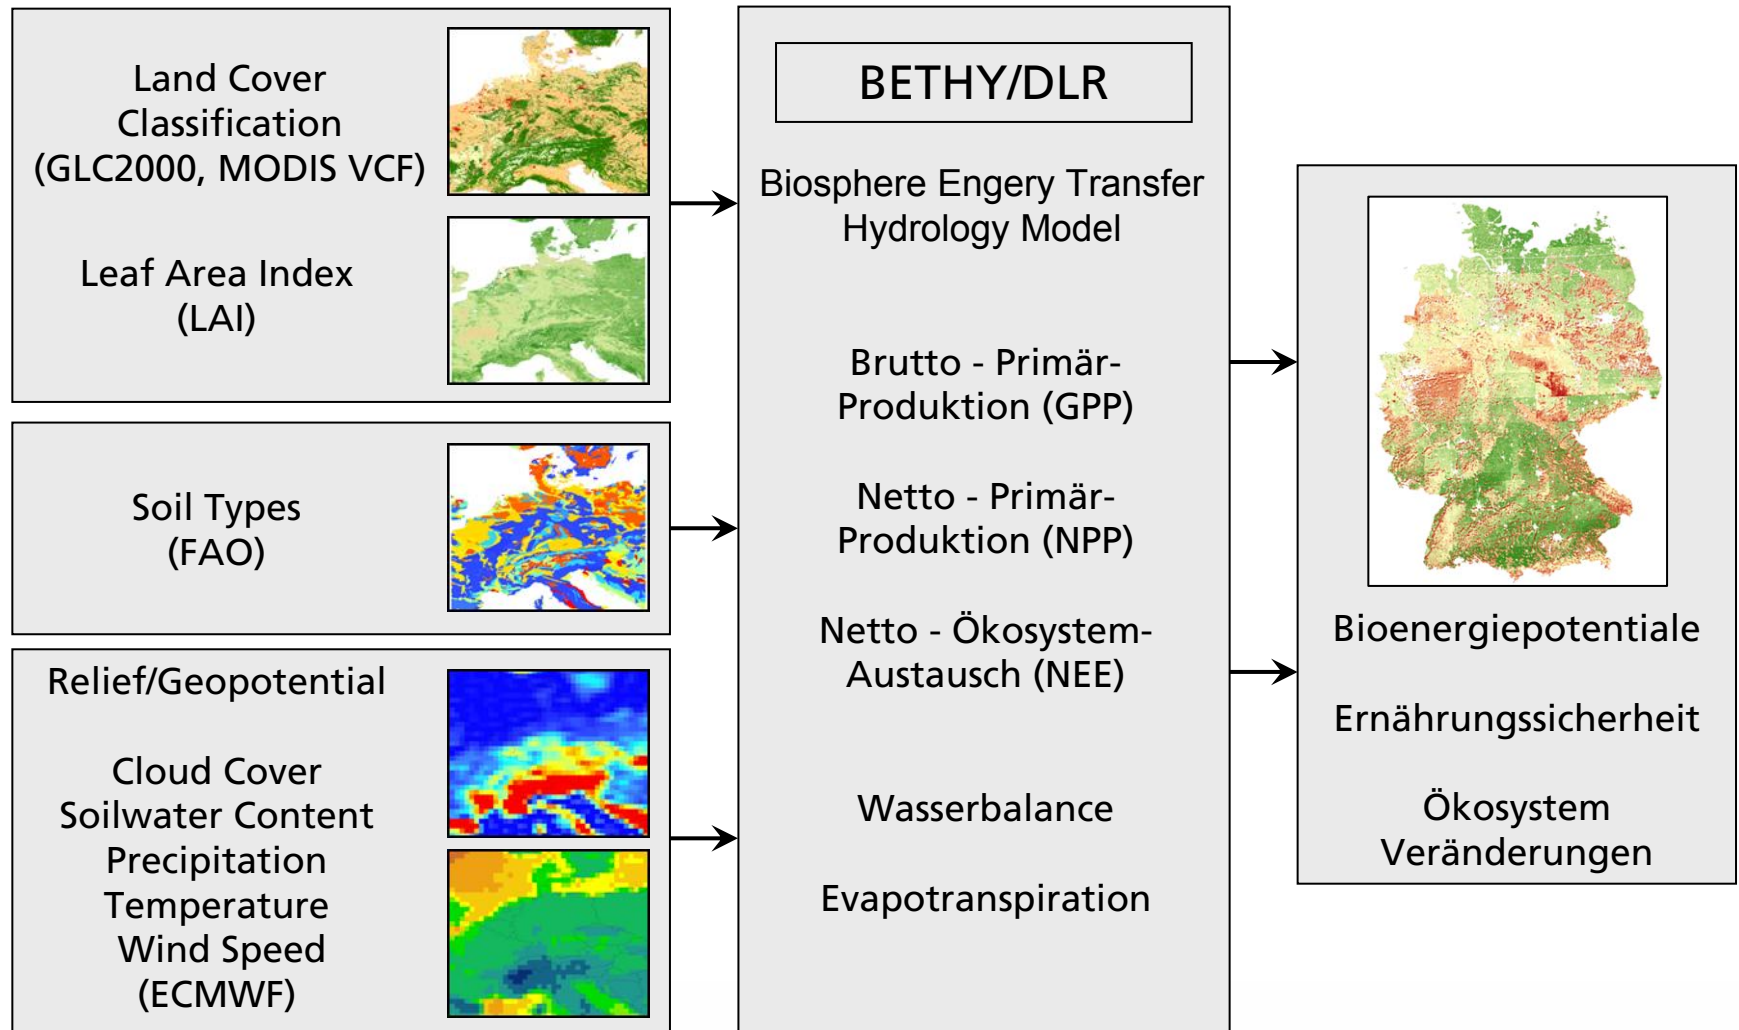 Land Cover
Classification
(GLC2000, MODIS VCF)
Leaf Area Index
(LAI)
Soil Types
(FAO)
Relief/Geopotential
Cloud Cover
Soilwater Content
Precipitation
Temperature
Wind Speed
(ECMWF)
BETHY/DLR
Biosphere Engery Transfer
Hydrology Model
Brutto - Primär-
Produktion (GPP)
Netto - Primär-
Produktion (NPP)
Netto - Ökosystem-
Austausch (NEE)
Wasserbalance
Evapotranspiration
Bioenergiepotentiale
Ernährungssicherheit
Ökosystem
Veränderungen